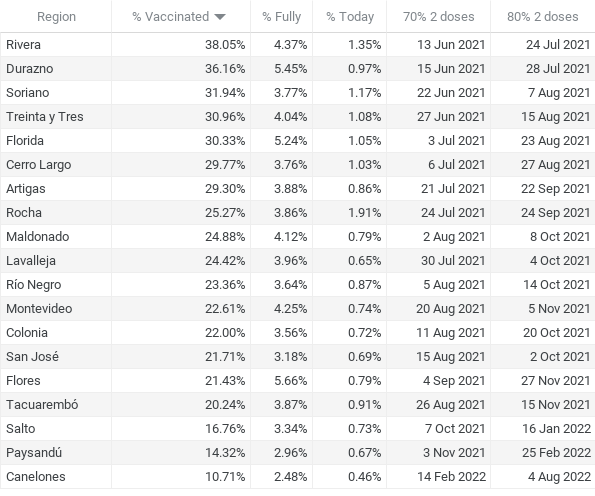 Region % Vaccinated % Fully % Today 70% 2 doses 80% 2 doses
Rivera 38.05% 4.37% 1.35% 13 Jun 2021 24 Jul 2021
Durazno 36.16% 5.45% 0.97% 15 Jun 2021 28 Jul 2021
Soriano 31.94% 3.77% 1.17% 22 Jun 2021 7 Aug 2021
Treinta y Tres 30.96% 4.04% 1.08% 27 Jun 2021 15 Aug 2021
Florida 30.33% 5.24% 1.05% 3 Jul 2021 23 Aug 2021
Cerro Largo 29.77% 3.76% 1.03% 6 Jul 2021 27 Aug 2021
Artigas 29.30% 3.88% 0.86% 21 Jul 2021 22 Sep 2021
Rocha 25.27% 3.86% 1.91% 24 Jul 2021 24 Sep 2021
Maldonado 24.88% 4.12% 0.79% 2 Aug 2021 8 Oct 2021
Lavalleja 24.42% 3.96% 0.65% 30 Jul 2021 4 Oct 2021
Río Negro 23.36% 3.64% 0.87% 5 Aug 2021 14 Oct 2021
Montevideo 22.61% 4.25% 0.74% 20 Aug 2021 5 Nov 2021
Colonia 22.00% 3.56% 0.72% 11 Aug 2021 20 Oct 2021
San José 21.71% 3.18% 0.69% 15 Aug 2021 2 Oct 2021
Flores 21.43% 5.66% 0.79% 4 Sep 2021 27 Nov 2021
Tacuarembó 20.24% 3.87% 0.91% 26 Aug 2021 15 Nov 2021
Salto 16.76% 3.34% 0.73% 7 Oct 2021 16 Jan 2022
Paysandú 14.32% 2.96% 0.67% 3 Nov 2021 25 Feb 2022
Canelones 10.71% 2.48% 0.46% 14 Feb 2022 4 Aug 2022